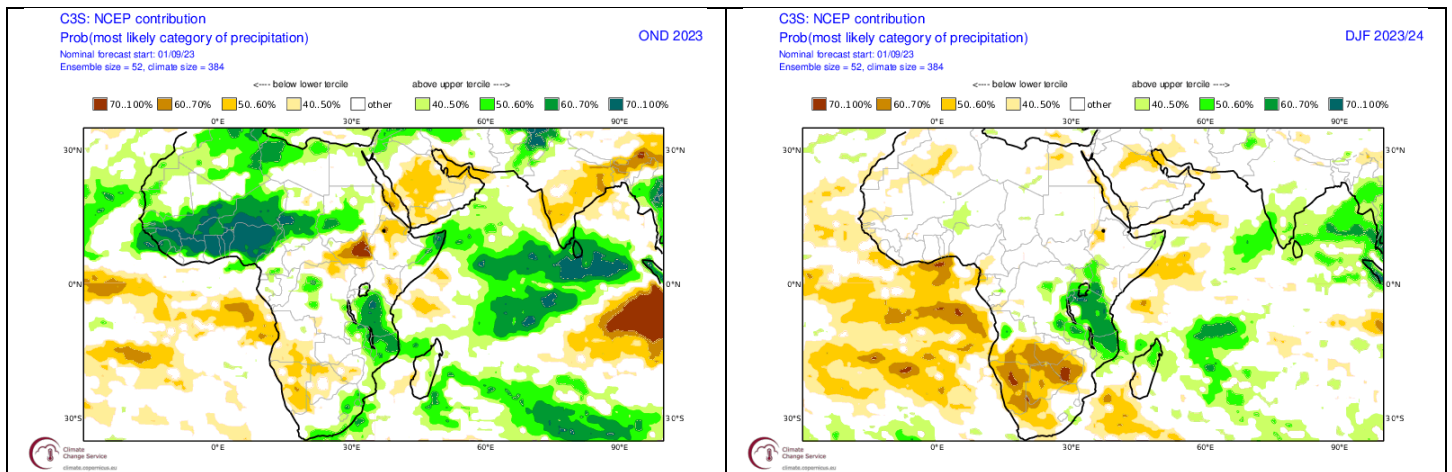 C3S: NCEP contribution
Prob(most likely category of precipitation)
OND 2023
Nominal forecast start: 01/09/23
Ensemble size = 52, climate size = 384
<---- below lower tercile above upper tercile ---->
70..100% 60..70% 50..60% 40..50% other 40..50% 50..60% 60..70% 70..100%
0°E 30°E 60°E 90°E
30°N 30°N
0°N 0°N
30°S 30°S
0°E 30°E 60°E 90°E
Climate
Change Service
climate.copernicus.eu
C3S: NCEP contribution
Prob(most likely category of precipitation)
DJF 2023/24
Nominal forecast start: 01/09/23
Ensemble size = 52, climate size = 384
<---- below lower tercile above upper tercile ---->
70..100% 60..70% 50..60% 40..50% other 40..50% 50..60% 60..70% 70..100%
0°E 30°E 60°E 90°E
30°N 30°N
0°N 0°N
30°S 30°S
0°E 30°E 60°E 90°E
Climate
Change Service
climate.copernicus.eu